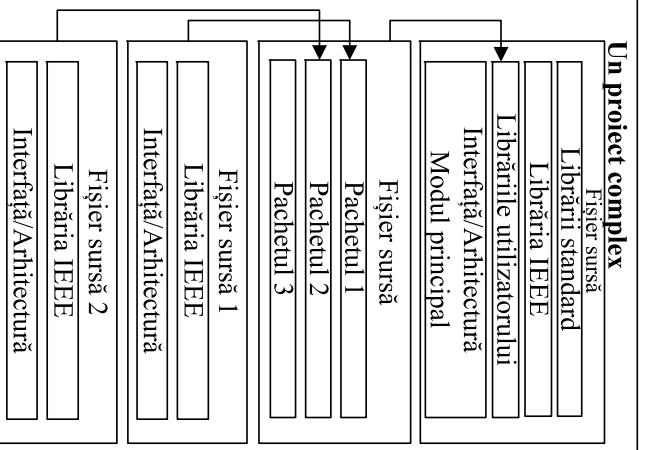 Un proiect complex
Fișier sursă
Librării standard
Librăria IEEE
Librăriile utilizatorului
Interfață/Arhitectură
Modul principal
Fișier sursă
Pachetul 1
Pachetul 2
Pachetul 3
Fișier sursă 1
Librăria IEEE
Interfață/Arhitectură
Fișier sursă 2
Librăria IEEE
Interfață/Arhitectură